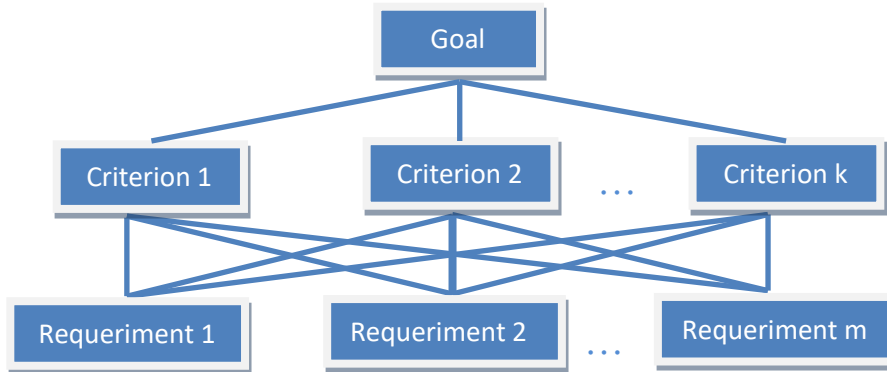 Goal
Criterion 1
Criterion 2
...
Criterion k
Requeriment 1
Requeriment 2
...
Requeriment m